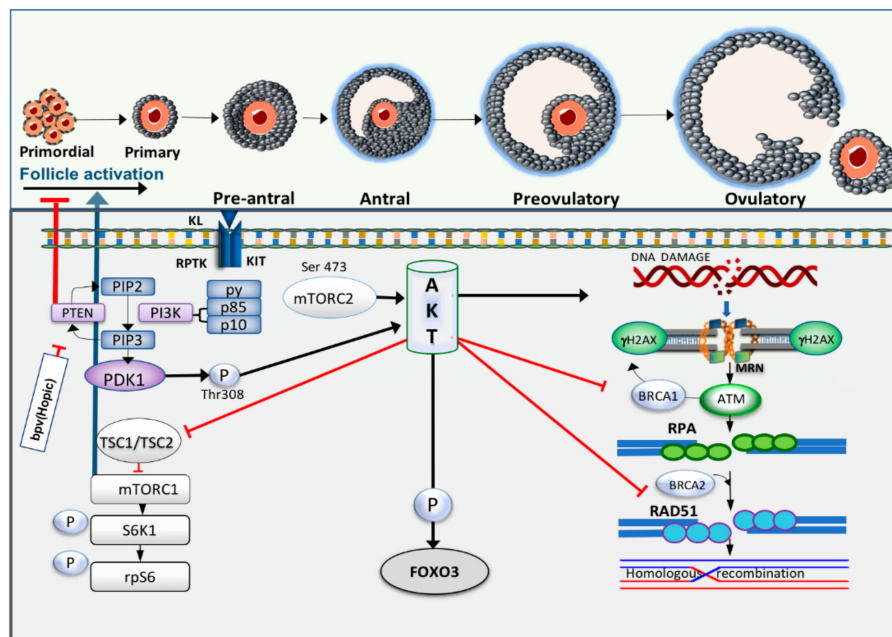 Primordial
Primary
Follicle activation
Pre-antral
Antral
Preovulatory
Ovulatory
KL
RPTK
KIT
Ser 473
mTORC2
A
K
T
DNA DAMAGE
PTEN
PIP2
PIP3
PI3K
py
p85
p10
PDK1
P
Thr308
bpv(Hopic)
TSC1/TSC2
mTORC1
P
S6K1
P
rpS6
P
FOXO3
γH2AX
γH2AX
MRN
BRCA1
ATM
RPA
BRCA2
RAD51
Homologous recombination